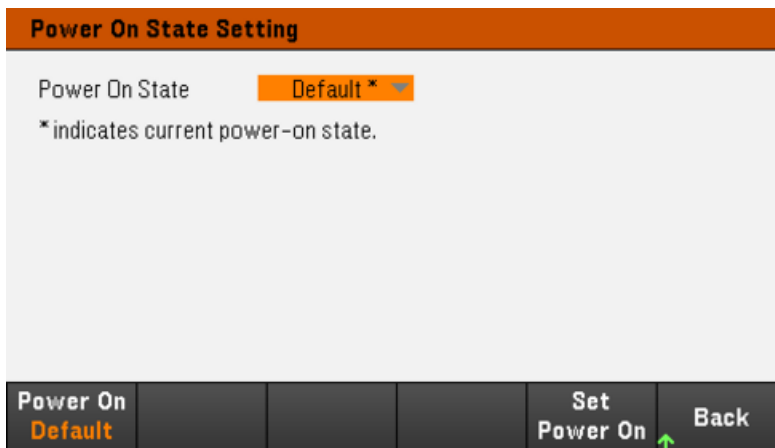 Power On State Setting
Power On State Default *
* indicates current power-on state.
Power On
Default
Set
Power On
Back